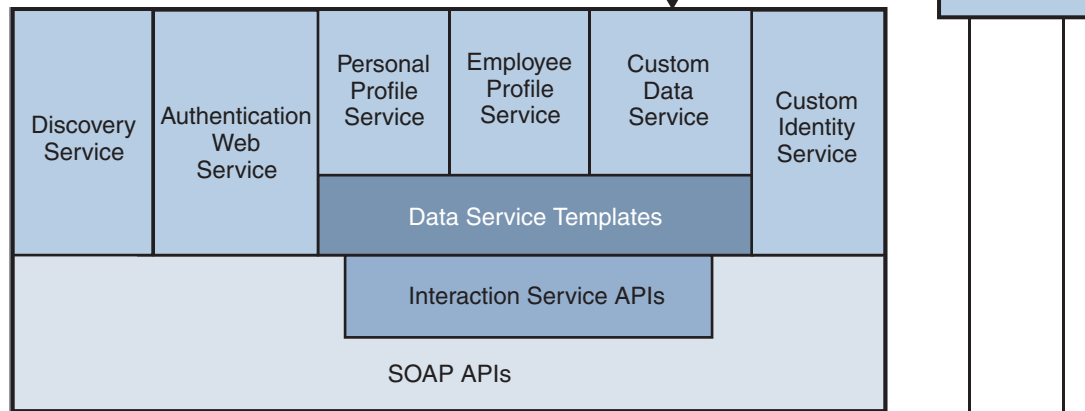 Discovery
Service
Authentication
Web
Service
Personal
Profile
Service
Employee
Profile
Service
Custom
Data
Service
Custom
Identity
Service
Data Service Templates
Interaction Service APIs
SOAP APIs